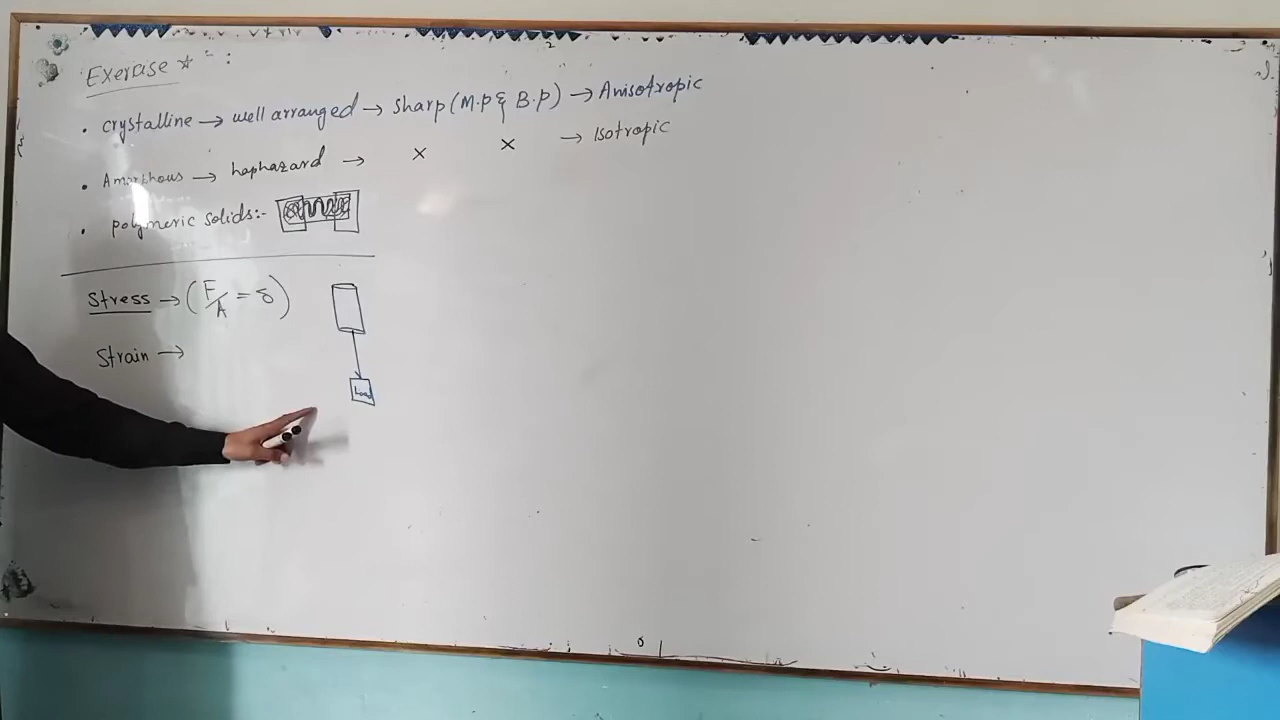 Exercise * :
. crystalline → well arranged → sharp (M.p & B.p) → Anisotropic
. Amorphous → haphazard → × × → Isotropic
. polymeric solids:-
Stress → (F/A = δ)
Strain →
Load